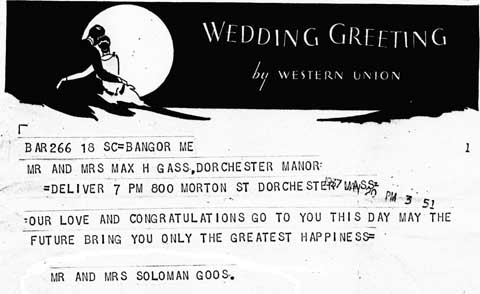 WEDDING GREETING
by WESTERN UNION
BAR266 18 SC=BANGOR ME
1
MR AND MRS MAX H GASS,DORCHESTER MANOR
=DELIVER 7 PM 800 MORTON ST DORCHESTER MASS=
PM 3 51
:OUR LOVE AND CONGRATULATIONS GO TO YOU THIS DAY MAY THE
FUTURE BRING YOU ONLY THE GREATEST HAPPINESS=
MR AND MRS SOLOMAN GOOS.